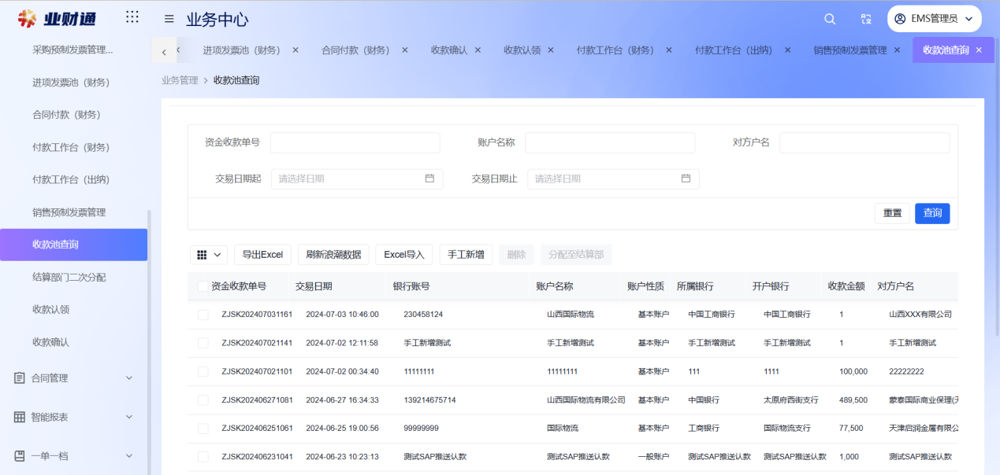 业财通
业务中心
EMS管理员
采购预制发票管理...
进项发票池（财务）
合同付款（财务）
付款工作台（财务）
付款工作台（出纳）
销售预制发票管理
收款池查询
结算部门二次分配
收款认领
收款确认
合同管理
智能报表
一单一档
进项发票池（财务） 合同付款（财务） 收款确认 收款认领 付款工作台（财务） 付款工作台（出纳） 销售预制发票管理 收款池查询
业务管理 > 收款池查询
资金收款单号 账户名称 对方户名
交易日期起 请选择日期 交易日期止 请选择日期
重置 查询
导出Excel 刷新浪潮数据 Excel导入 手工新增 删除 分配至结算部
资金收款单号 交易日期 银行账号 账户名称 账户性质 所属银行 开户银行 收款金额 对方户名
ZJSK202407031161 2024-07-03 10:46:00 230458124 山西国际物流 基本账户 中国工商银行 中国工商银行 1 山西XXX有限公司
ZJSK202407021141 2024-07-02 12:11:58 手工新增测试 手工新增测试 基本账户 手工新增测试 手工新增测试 1 手工新增测试
ZJSK202407021101 2024-07-02 00:34:40 11111111 11111111 基本账户 111 1111 100,000 22222222
ZJSK202406271081 2024-06-27 16:34:33 139214675714 山西国际物流有限公司 基本账户 中国银行 太原府西街支行 489,500 蒙泰国际商业保理(天
ZJSK202406251061 2024-06-25 19:00:56 99999999 国际物流 基本账户 工商银行 国际物流支行 77,500 天津启润金属有限公
ZJSK202406231041 2024-06-23 10:23:13 测试SAP推送认款 测试SAP推送认款 一般账户 测试SAP推送认款 测试SAP推送认款 1,000 测试SAP推送认款